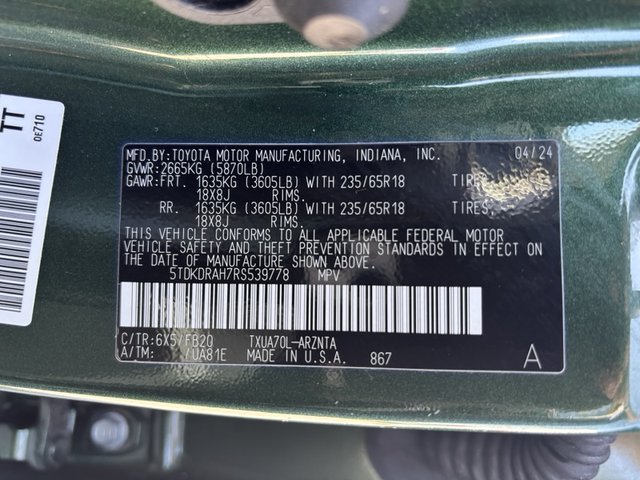 TT
0E710
MFD.BY:TOYOTA MOTOR MANUFACTURING, INDIANA, INC. 04/24
GVWR:2665KG (5870LB)
GAWR:FRT. 1635KG (3605LB) WITH 235/65R18 TIRES,
18X8J RIMS.
RR. 1635KG (3605LB) WITH 235/65R18 TIRES,
18X8J RIMS.
THIS VEHICLE CONFORMS TO ALL APPLICABLE FEDERAL MOTOR
VEHICLE SAFETY AND THEFT PREVENTION STANDARDS IN EFFECT ON
THE DATE OF MANUFACTURE SHOWN ABOVE.
5TDKDRAH7RS539778 MPV
C/TR:6X5/FB20 TXUA70L-ARZNTA
A/TM: /UA81E MADE IN U.S.A. 867
A